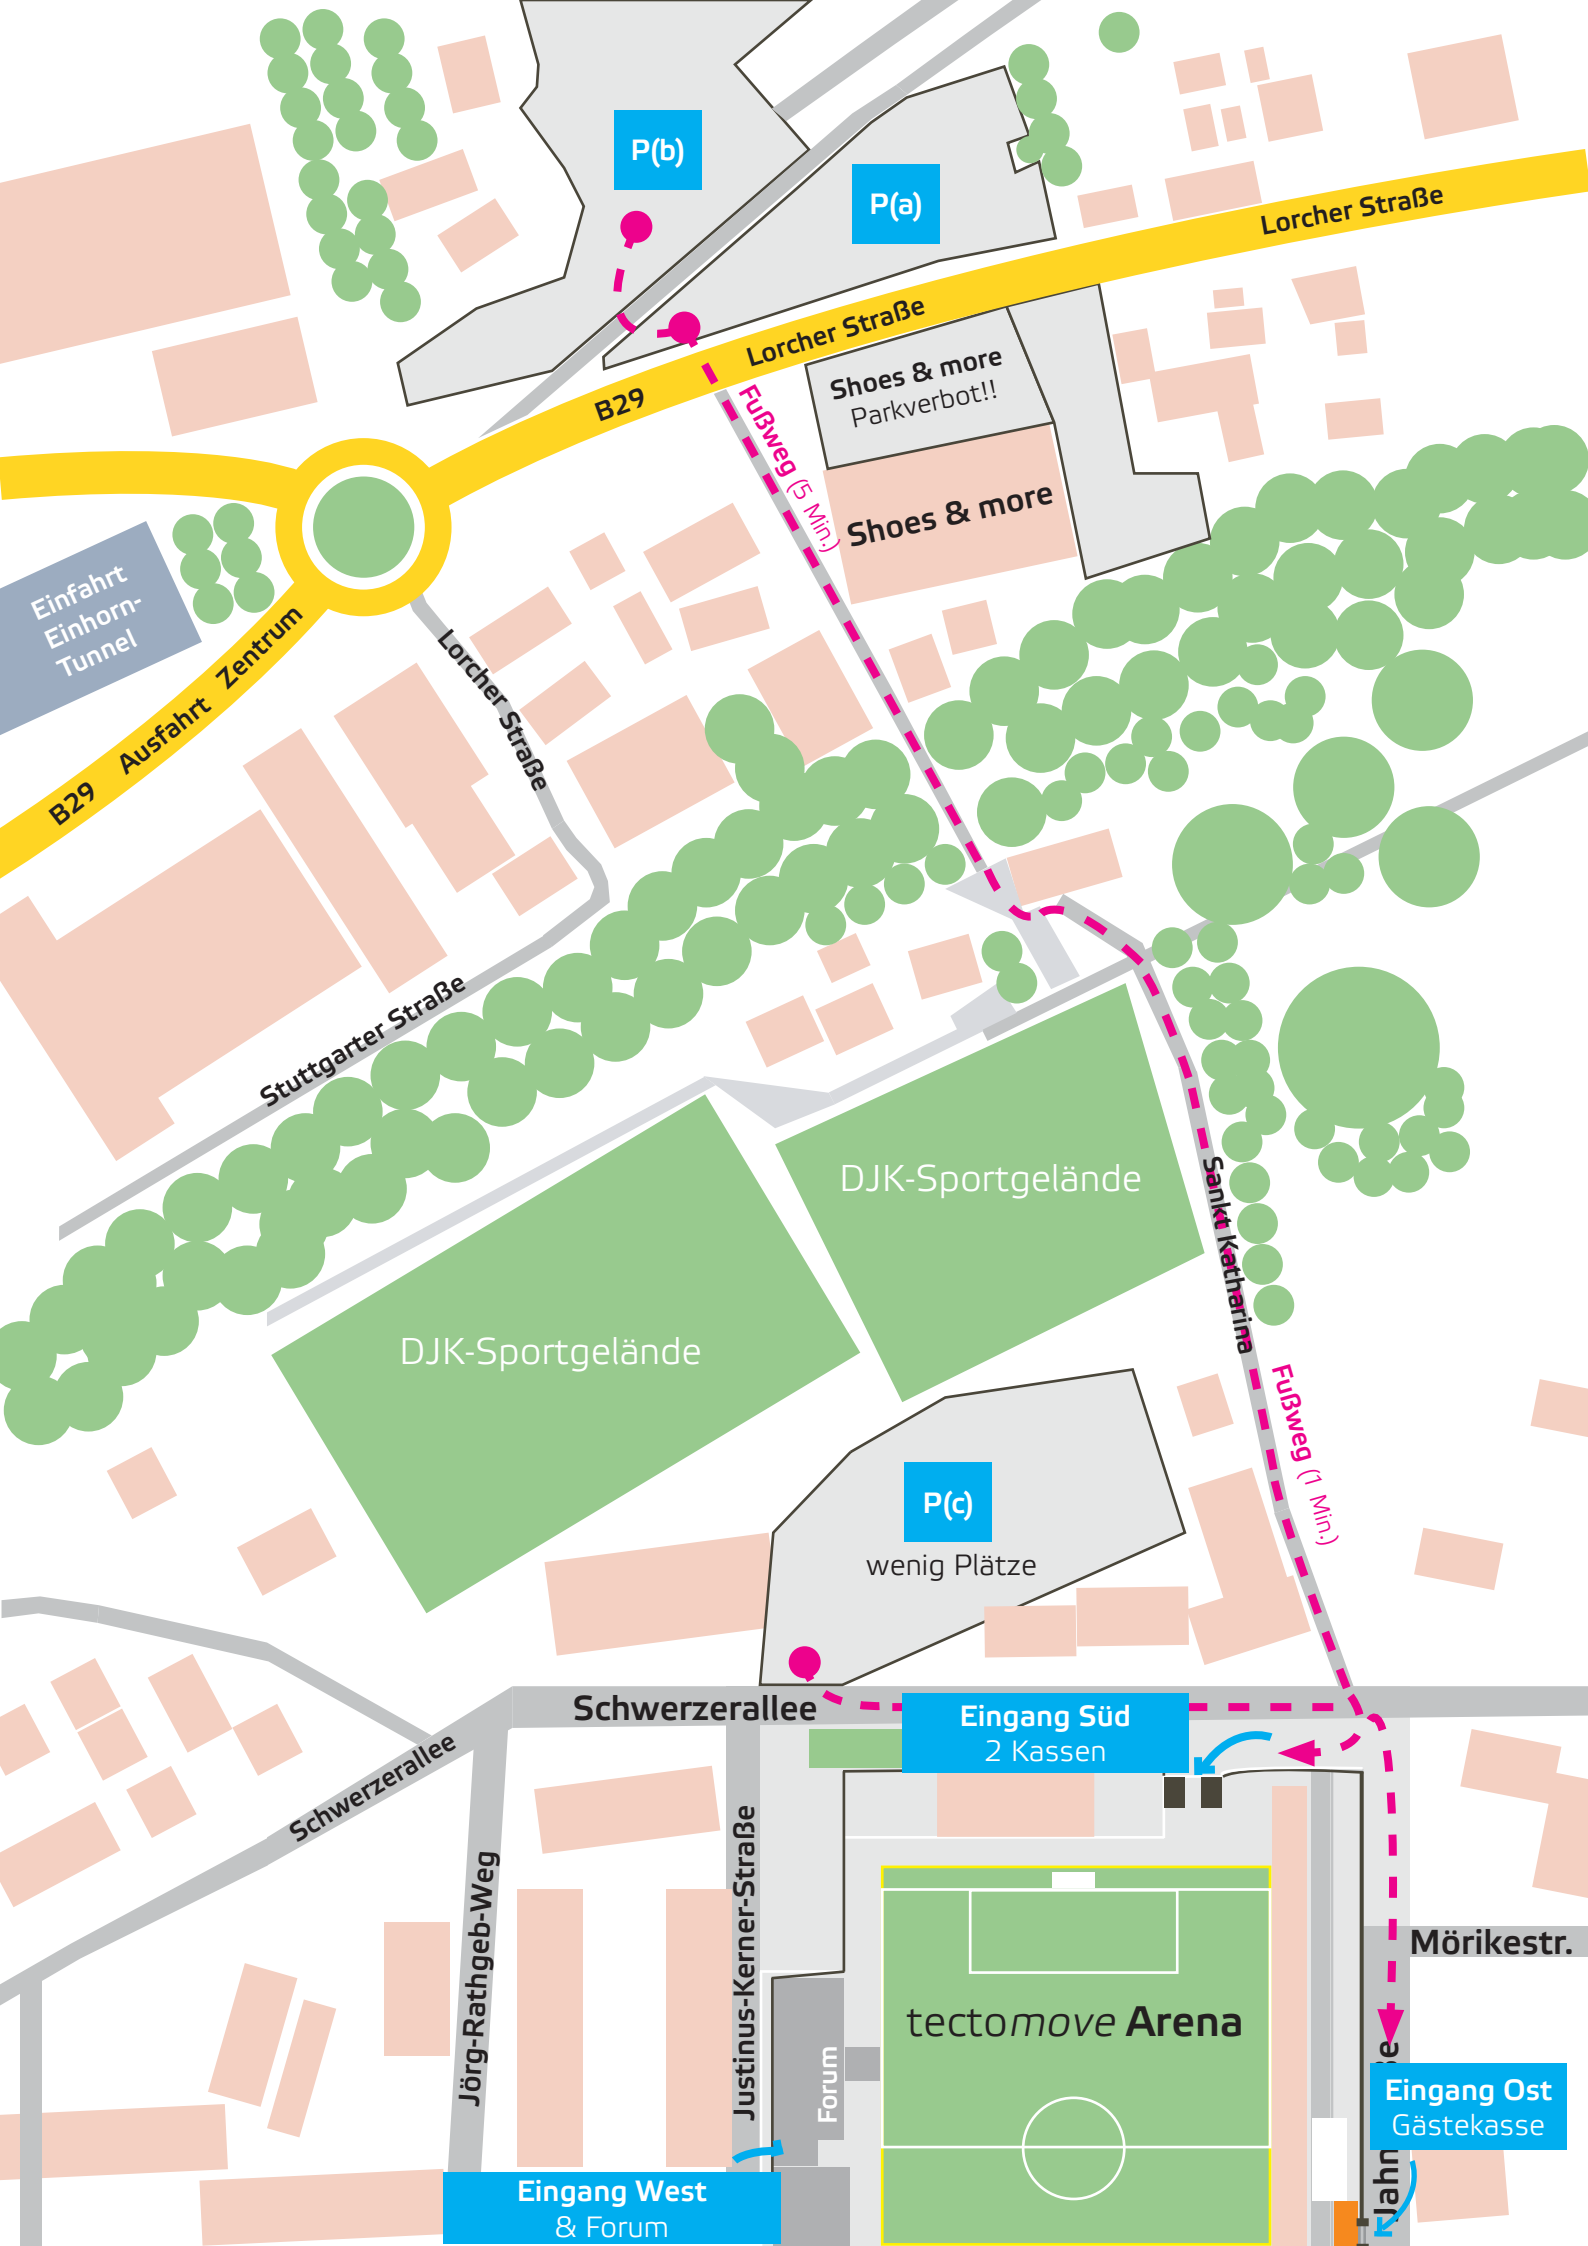 P(b)
P(a)
Lorcher Straße
Lorcher Straße
B29
Shoes & more
Parkverbot!!
Fußweg (5 Min.)
Shoes & more
Einfahrt
Einhorn-
Tunnel
B29 Ausfahrt Zentrum
Lorcher Straße
Stuttgarter Straße
DJK-Sportgelände
Sankt Katharina
DJK-Sportgelände
Fußweg (1 Min.)
P(c)
wenig Plätze
Schwerzerallee
Eingang Süd
2 Kassen
Schwerzerallee
Jörg-Rathgeb-Weg
Justinus-Kerner-Straße
Mörikestr.
tectomove Arena
Forum
Eingang Ost
Gästekasse
Eingang West
& Forum